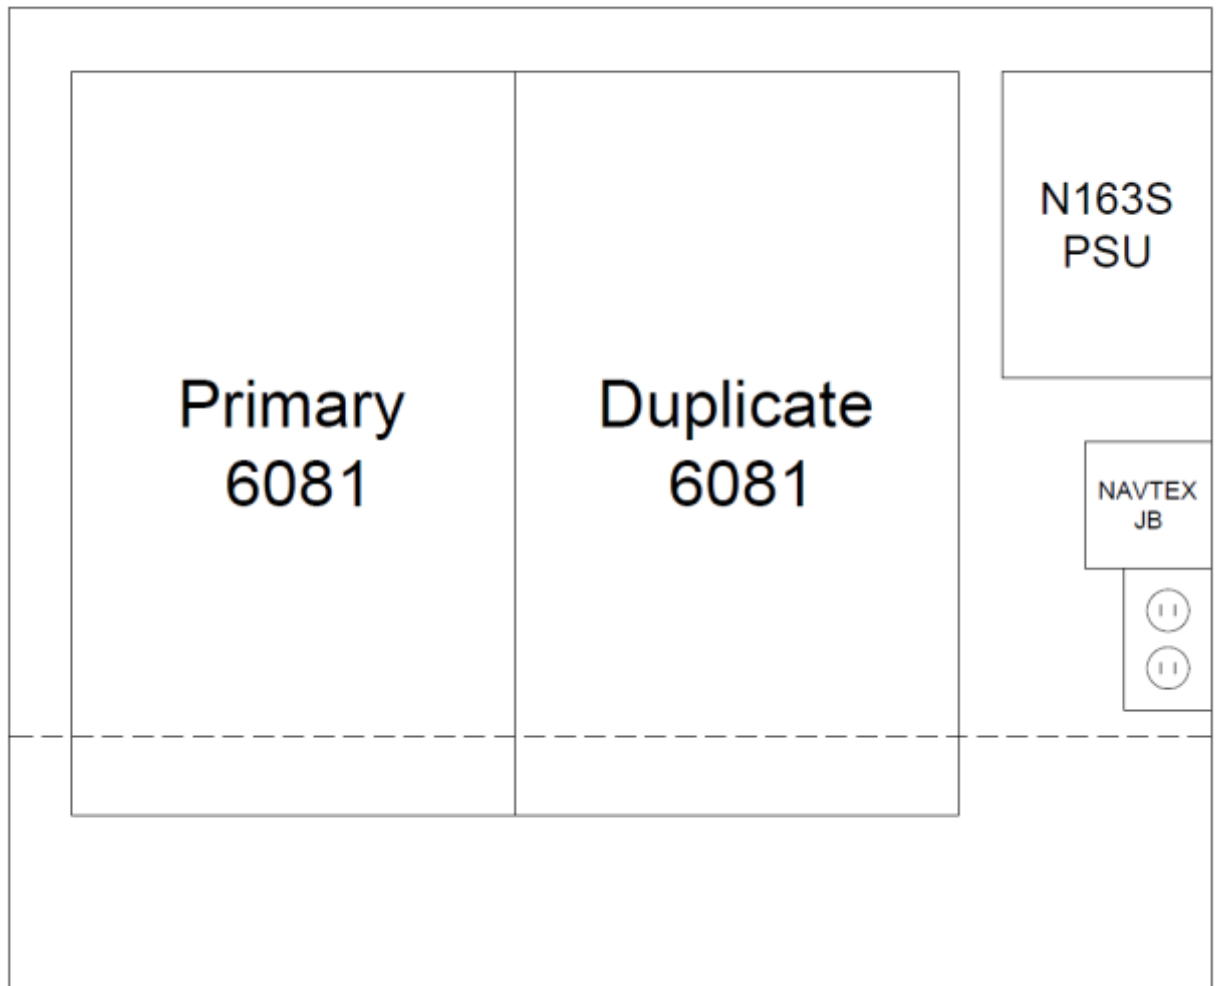 Primary
6081
Duplicate
6081
N163S
PSU
NAVTEX
JB